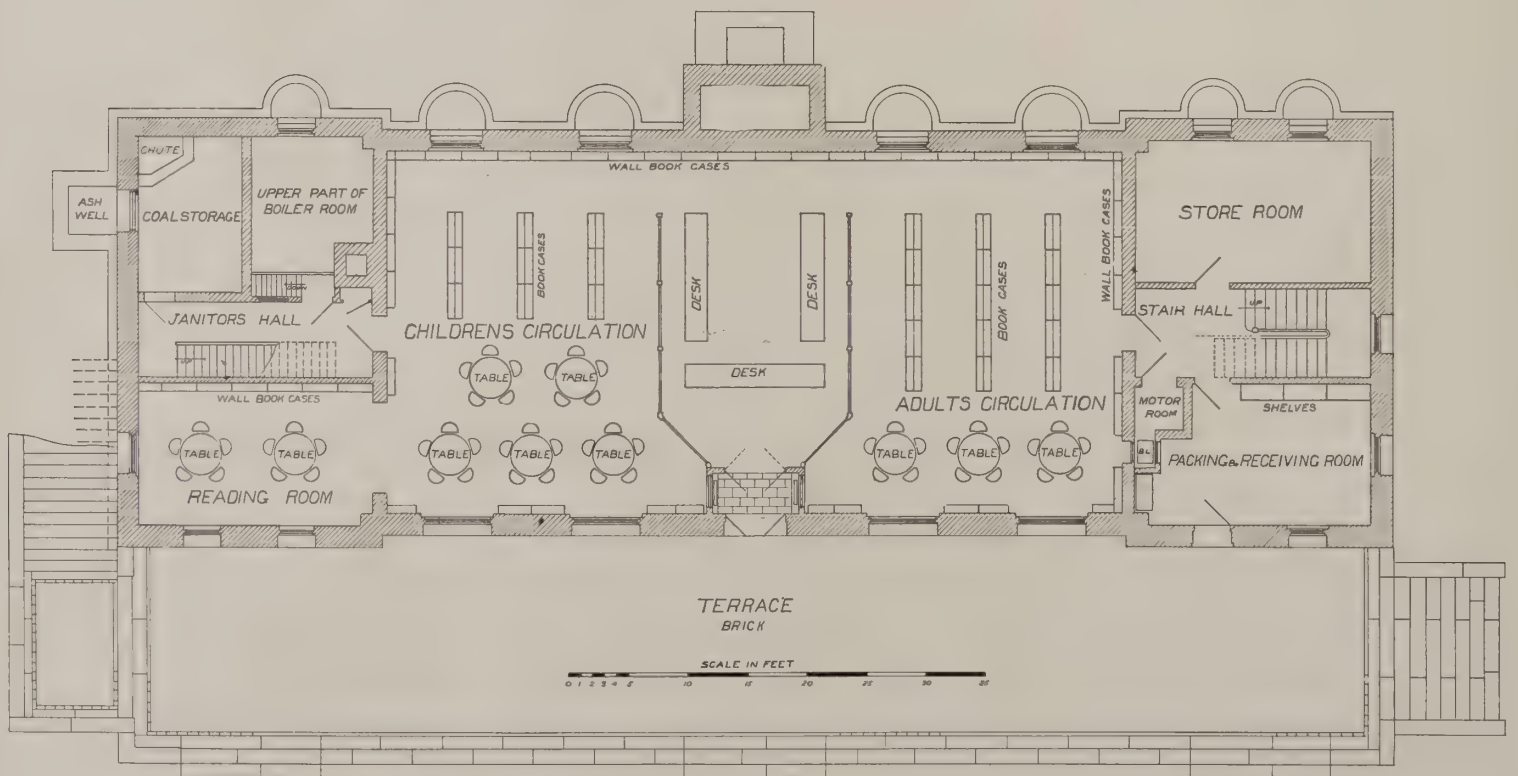 CHUTE
ASH
WELL
COAL STORAGE
UPPER PART OF
BOILER ROOM
DOWN
JANITORS HALL
UP
WALL BOOK CASES
TABLE
TABLE
READING ROOM
WALL BOOK CASES
BOOK CASES
CHILDRENS CIRCULATION
TABLE
TABLE
TABLE
TABLE
TABLE
DESK
DESK
DESK
BOOK CASES
WALL BOOK CASES
ADULTS CIRCULATION
TABLE
TABLE
TABLE
STORE ROOM
STAIR HALL
UP
MOTOR
ROOM
SHELVES
BL
PACKING & RECEIVING ROOM
TERRACE
BRICK
SCALE IN FEET
0 1 2 3 4 5 10 15 20 25 30 35